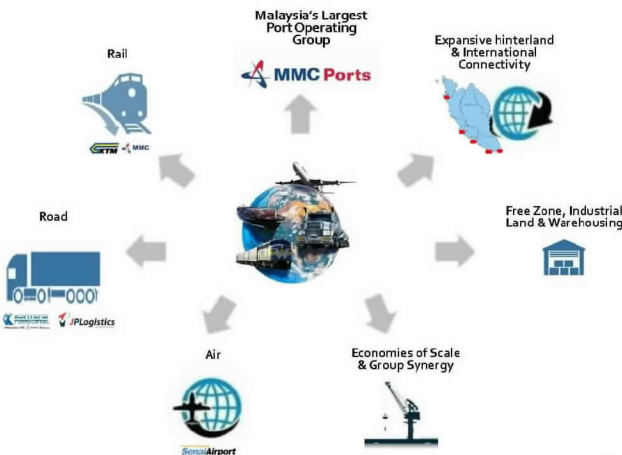 Malaysia's Largest
Port Operating
Group
MMC Ports
Expansive hinterland
& International
Connectivity
Rail
KTM MMC
Road
JPLogistics
Free Zone, Industrial
Land & Warehousing
Air
SenaiAirport
Economies of Scale
& Group Synergy